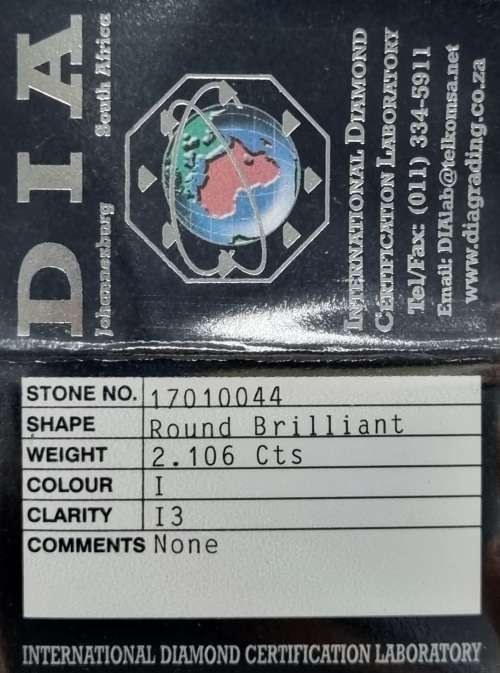 DIA
Johannesburg South Africa
INTERNATIONAL DIAMOND
CERTIFICATION LABORATORY
Tel/Fax: (011) 334-5911
Email: DIAlab@telkomsa.net
www.diagrading.co.za
STONE NO. 17010044
SHAPE Round Brilliant
WEIGHT 2.106 Cts
COLOUR I
CLARITY I3
COMMENTS None
INTERNATIONAL DIAMOND CERTIFICATION LABORATORY